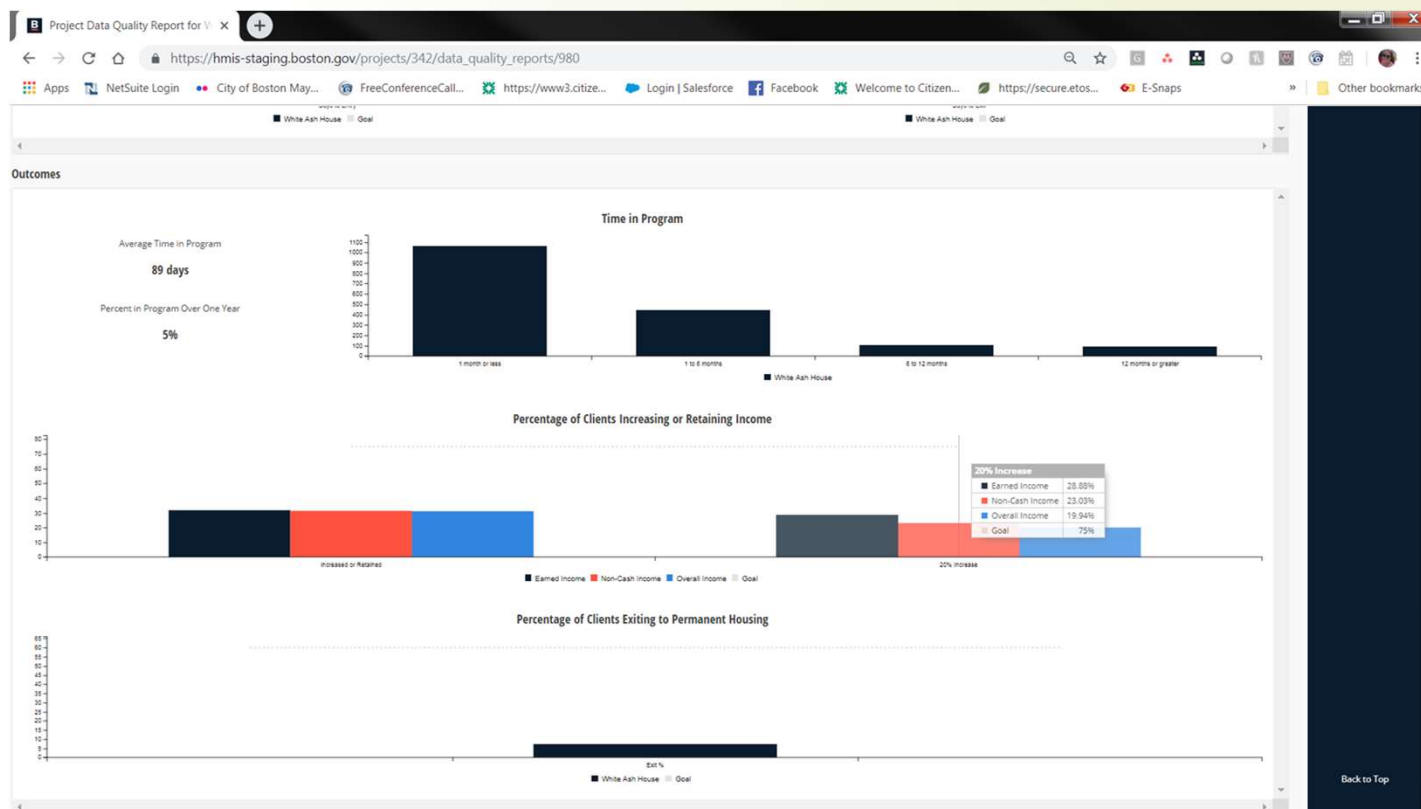 Project Data Quality Report for W
https://hmis-staging.boston.gov/projects/342/data_quality_reports/980
Apps NetSuite Login City of Boston May... FreeConferenceCall... https://www3.citize... Login | Salesforce Facebook Welcome to Citizen... https://secure.etos... E-Snaps » Other bookmarks
White Ash House Goal White Ash House Goal
Outcomes
Time in Program
Average Time in Program
89 days
Percent in Program Over One Year
5%
1100
1000
900
800
700
600
500
400
300
200
100
0
1 month or less 1 to 6 months 6 to 12 months 12 months or greater
White Ash House
Percentage of Clients Increasing or Retaining Income
80
70
60
50
40
30
20
10
0
20% Increase
Earned Income 28.88%
Non-Cash Income 23.03%
Overall Income 19.94%
Goal 75%
Increased or Retained 20% Increase
Earned Income Non-Cash Income Overall Income Goal
Percentage of Clients Exiting to Permanent Housing
65
60
55
50
45
40
35
30
25
20
15
10
5
0
Exit %
White Ash House Goal
Back to Top